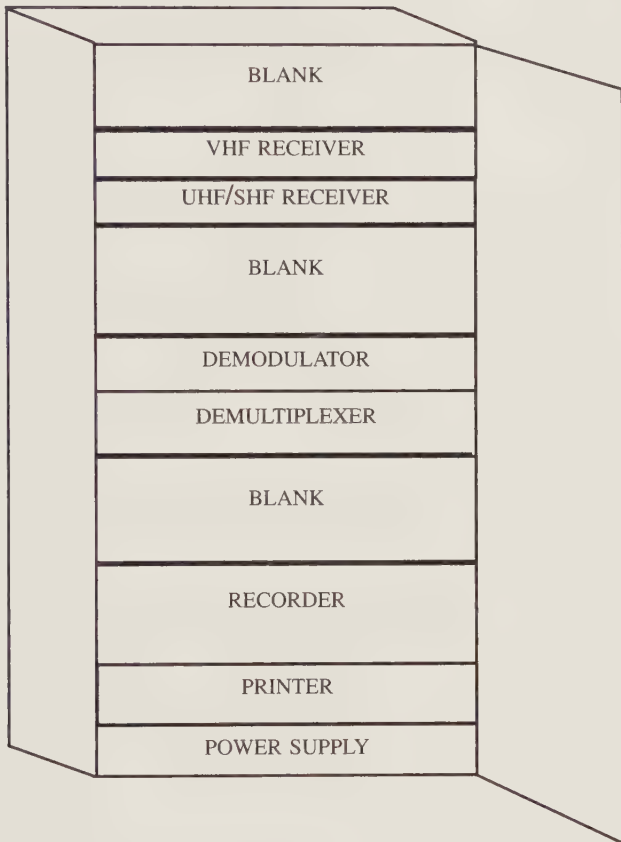 BLANK
VHF RECEIVER
UHF/SHF RECEIVER
BLANK
DEMODULATOR
DEMULTIPLEXER
BLANK
RECORDER
PRINTER
POWER SUPPLY